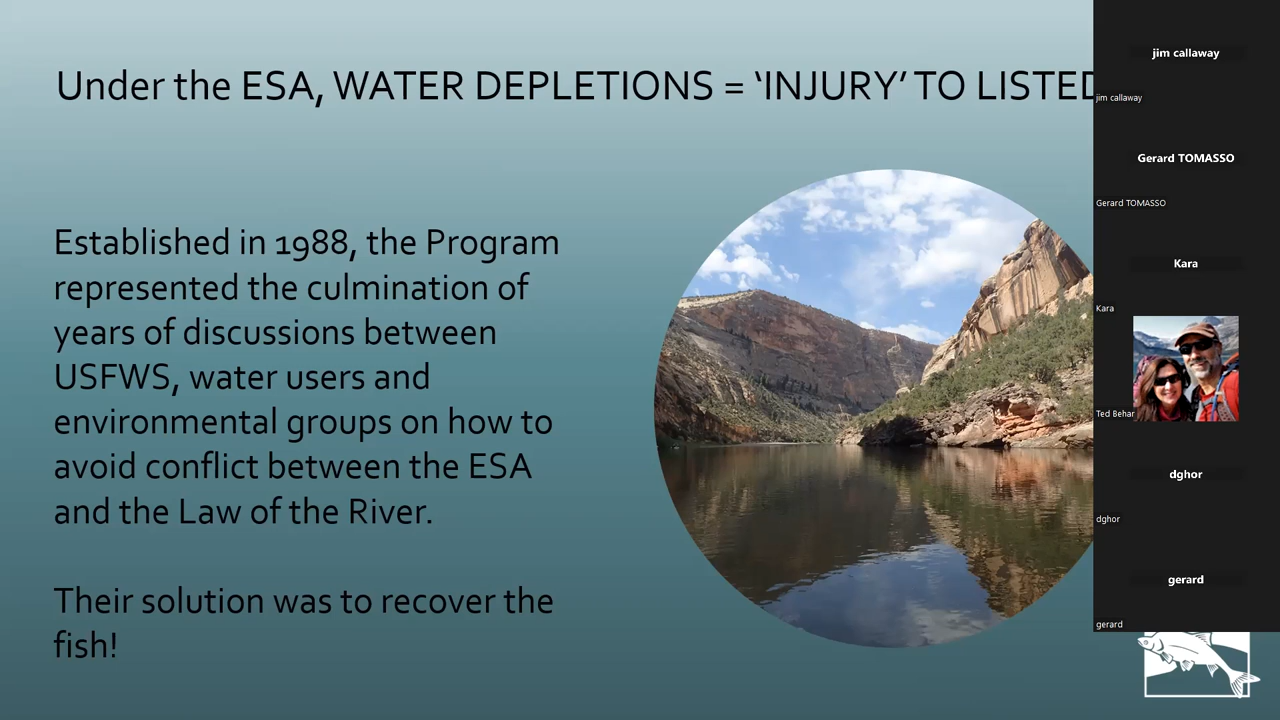 Under the ESA, WATER DEPLETIONS = ‘INJURY’ TO LISTED
Established in 1988, the Program
represented the culmination of
years of discussions between
USFWS, water users and
environmental groups on how to
avoid conflict between the ESA
and the Law of the River.
Their solution was to recover the
fish!
jim callaway
jim callaway
Gerard TOMASSO
Gerard TOMASSO
Kara
Kara
Ted Behar
dghor
dghor
gerard
gerard